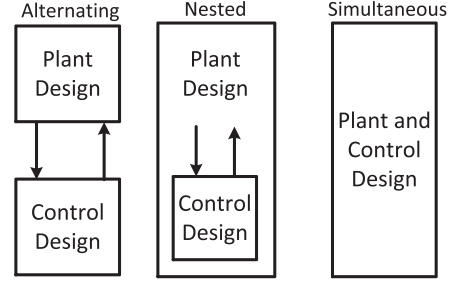 Alternating
Plant
Design
Control
Design
Nested
Plant
Design
Control
Design
Simultaneous
Plant and
Control
Design